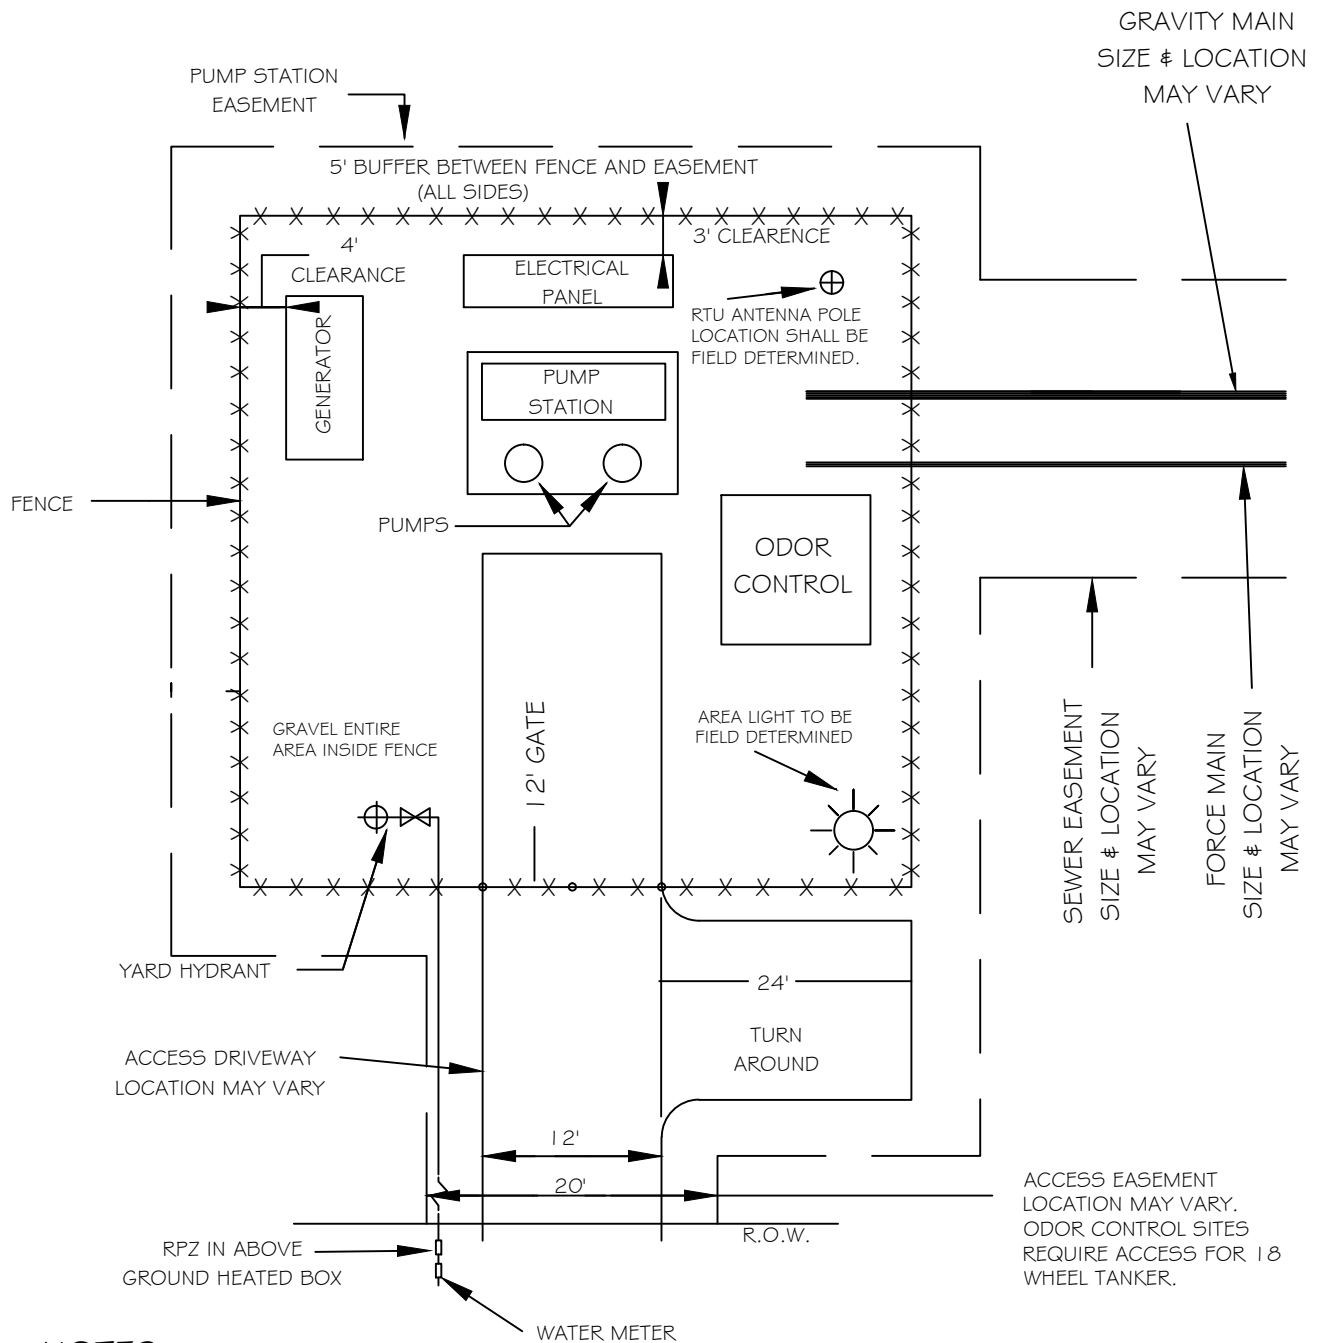 GRAVITY MAIN
SIZE & LOCATION
MAY VARY
PUMP STATION
EASEMENT
5' BUFFER BETWEEN FENCE AND EASEMENT
(ALL SIDES)
3' CLEARENCE
4'
CLEARANCE
ELECTRICAL
PANEL
RTU ANTENNA POLE
LOCATION SHALL BE
FIELD DETERMINED.
GENERATOR
PUMP
STATION
FENCE
PUMPS
ODOR
CONTROL
SEWER EASEMENT
SIZE & LOCATION
MAY VARY
FORCE MAIN
SIZE & LOCATION
MAY VARY
GRAVEL ENTIRE
AREA INSIDE FENCE
12' GATE
AREA LIGHT TO BE
FIELD DETERMINED
YARD HYDRANT
24'
TURN
AROUND
ACCESS DRIVEWAY
LOCATION MAY VARY
12'
20'
ACCESS EASEMENT
LOCATION MAY VARY.
ODOR CONTROL SITES
REQUIRE ACCESS FOR 18
WHEEL TANKER.
R.O.W.
RPZ IN ABOVE
GROUND HEATED BOX
WATER METER